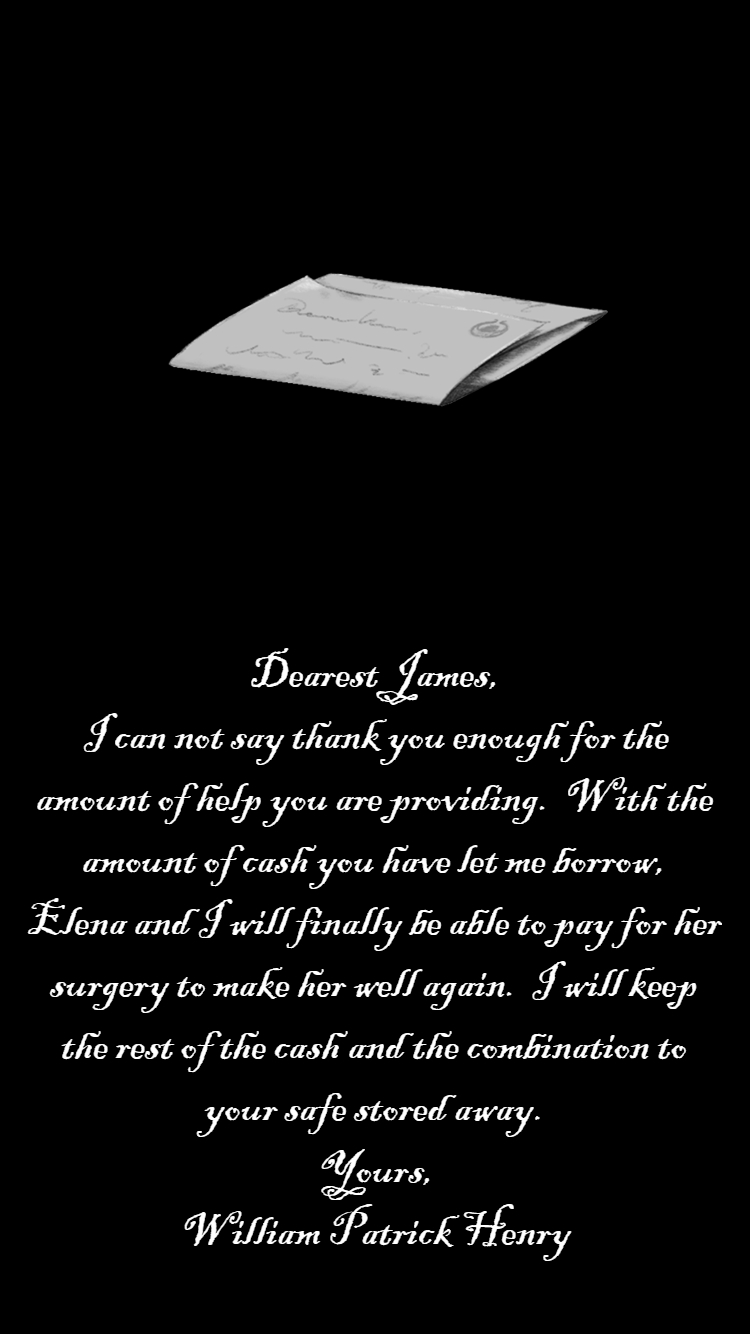 Dearest James,
I can not say thank you enough for the
amount of help you are providing.  With the
amount of cash you have let me borrow,
Elena and I will finally be able to pay for her
surgery to make her well again.  I will keep
the rest of the cash and the combination to
your safe stored away.
Yours,
William Patrick Henry